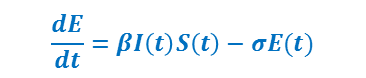 dE/dt = βI(t)S(t) − σE(t)